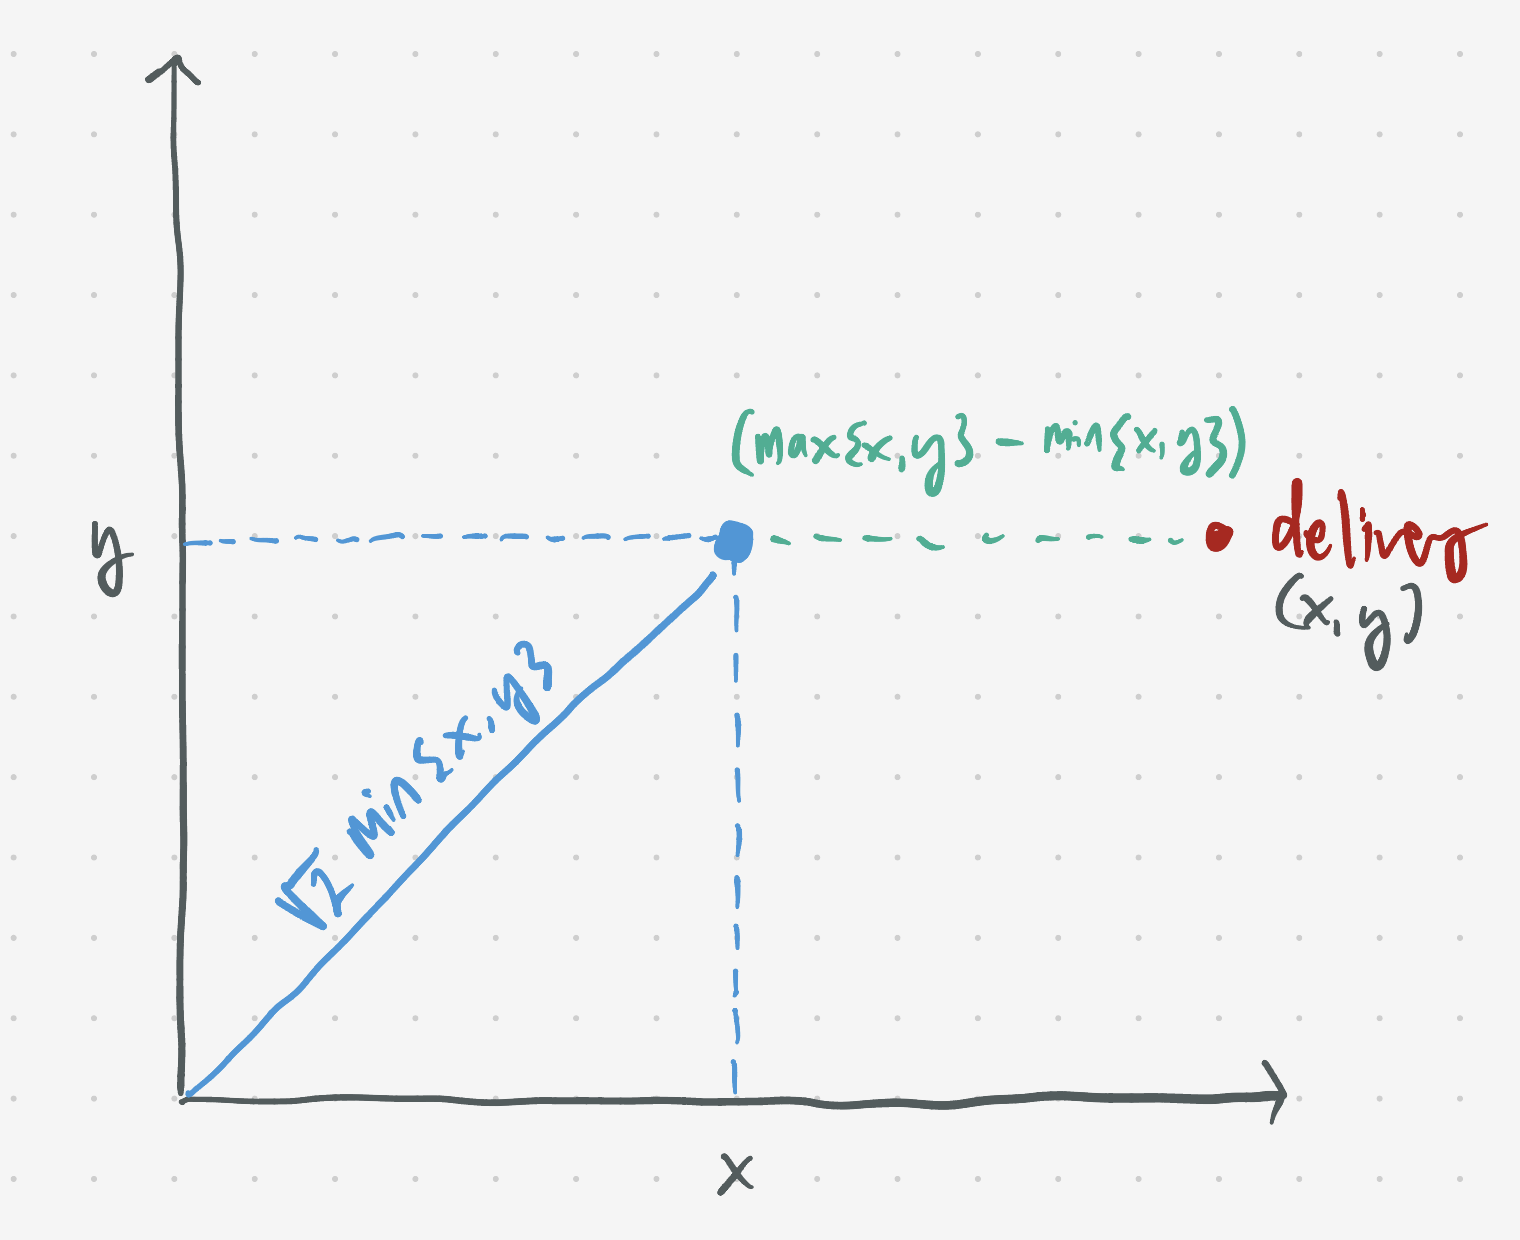 (max{x,y} - min{x,y})
delivery
(x,y)
y
√2 min{x,y}
x